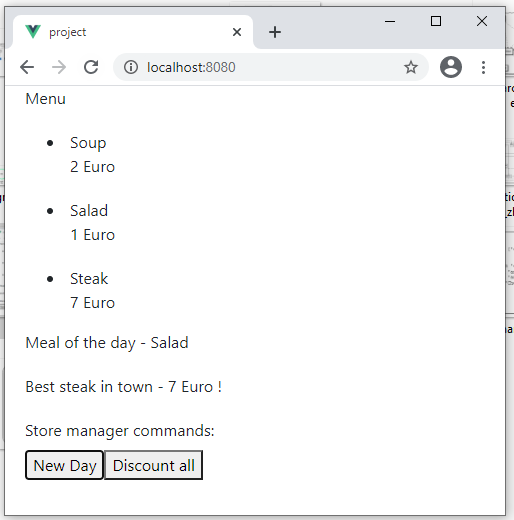 project
localhost:8080
Menu
Soup
2 Euro
Salad
1 Euro
Steak
7 Euro
Meal of the day - Salad
Best steak in town - 7 Euro !
Store manager commands:
New Day Discount all